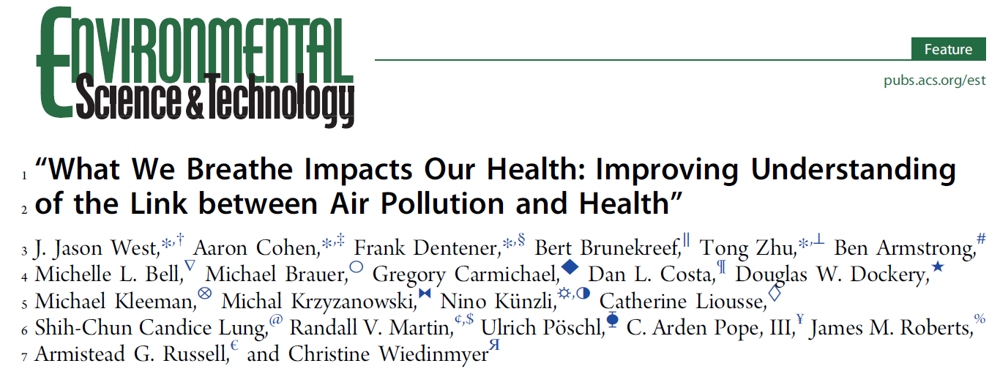 ENVIRONMENTAL
Science & Technology
Feature
pubs.acs.org/est
1 “What We Breathe Impacts Our Health: Improving Understanding
2 of the Link between Air Pollution and Health”
3 J. Jason West,*,† Aaron Cohen,*,‡ Frank Dentener,*,§ Bert Brunekreef,∥ Tong Zhu,*,⊥ Ben Armstrong,#
4 Michelle L. Bell,∇ Michael Brauer,○ Gregory Carmichael,◆ Dan L. Costa,¶ Douglas W. Dockery,★
5 Michael Kleeman,⊗ Michal Krzyzanowski,⧓ Nino Künzli,☼,◑ Catherine Liousse,◇
6 Shih-Chun Candice Lung,@ Randall V. Martin,¢,$ Ulrich Pöschl,⧱ C. Arden Pope, III,¥ James M. Roberts,%
7 Armistead G. Russell,€ and Christine WiedinmyerЯ